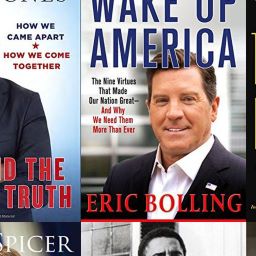 ONES
HOW WE
CAME APART
★
HOW WE COME
TOGETHER
D THE
TRUTH
WAKE UP
AMERICA
The Nine Virtues
That Made
Our Nation Great—
And Why
We Need Them
More Than Ever
ERIC BOLLING
SPICER